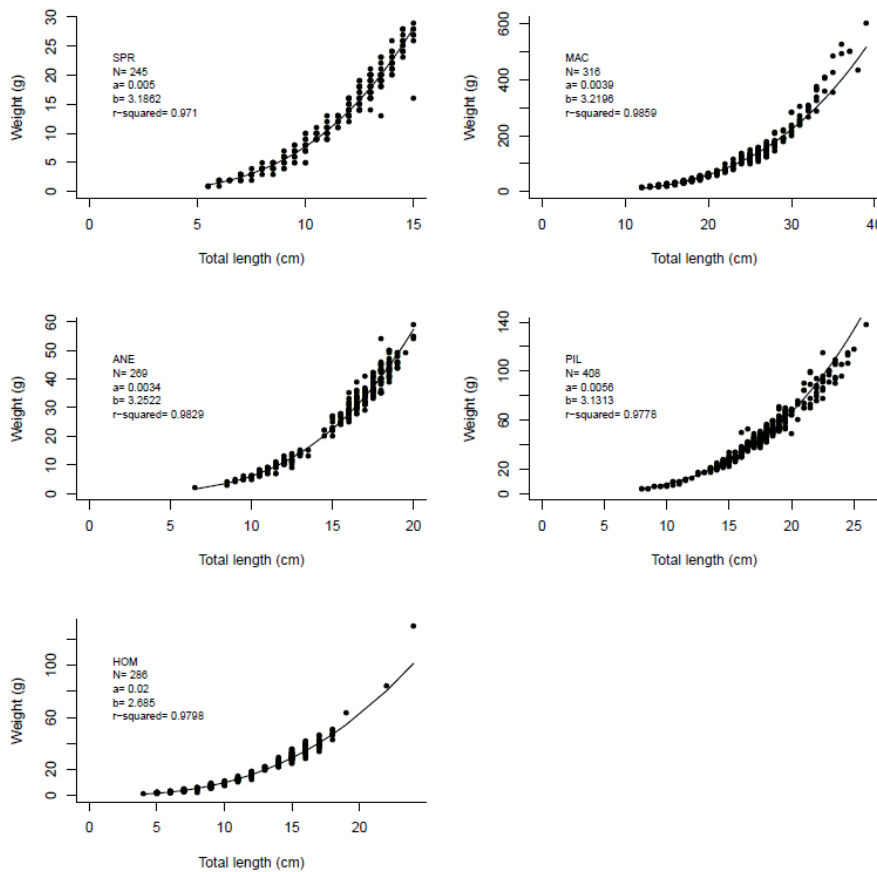 Weight (g)
0 5 10 15 20 25 30
SPR
N= 245
a= 0.005
b= 3.1862
r-squared= 0.971
0 5 10 15
Total length (cm)
Weight (g)
0 200 400 600
MAC
N= 316
a= 0.0039
b= 3.2196
r-squared= 0.9859
0 10 20 30 40
Total length (cm)
Weight (g)
0 10 20 30 40 50 60
ANE
N= 269
a= 0.0034
b= 3.2522
r-squared= 0.9829
0 5 10 15 20
Total length (cm)
Weight (g)
0 20 60 100 140
PIL
N= 408
a= 0.0056
b= 3.1313
r-squared= 0.9778
0 5 10 15 20 25
Total length (cm)
Weight (g)
0 20 60 100
HOM
N= 286
a= 0.02
b= 2.685
r-squared= 0.9798
0 5 10 15 20
Total length (cm)